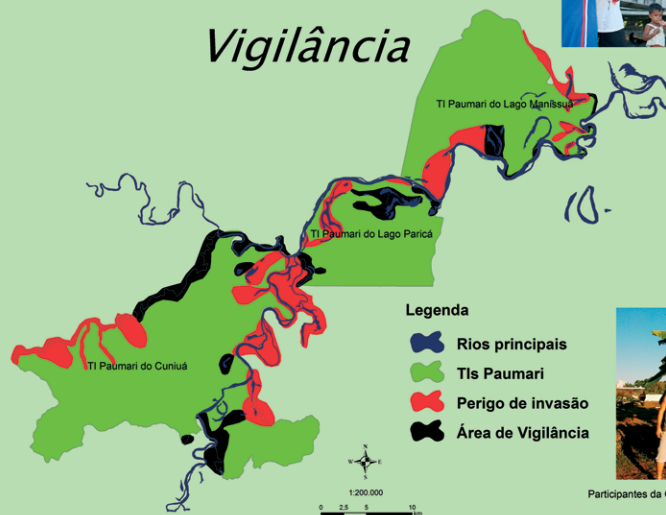 Vigilância
TI Paumari do Lago Manissuã
TI Paumari do Lago Paricá
TI Paumari do Cuniuá
Legenda
Rios principais
TIs Paumari
Perigo de invasão
Área de Vigilância
N
W E
S
1:200.000
0 2,5 5 10
km
Participantes da